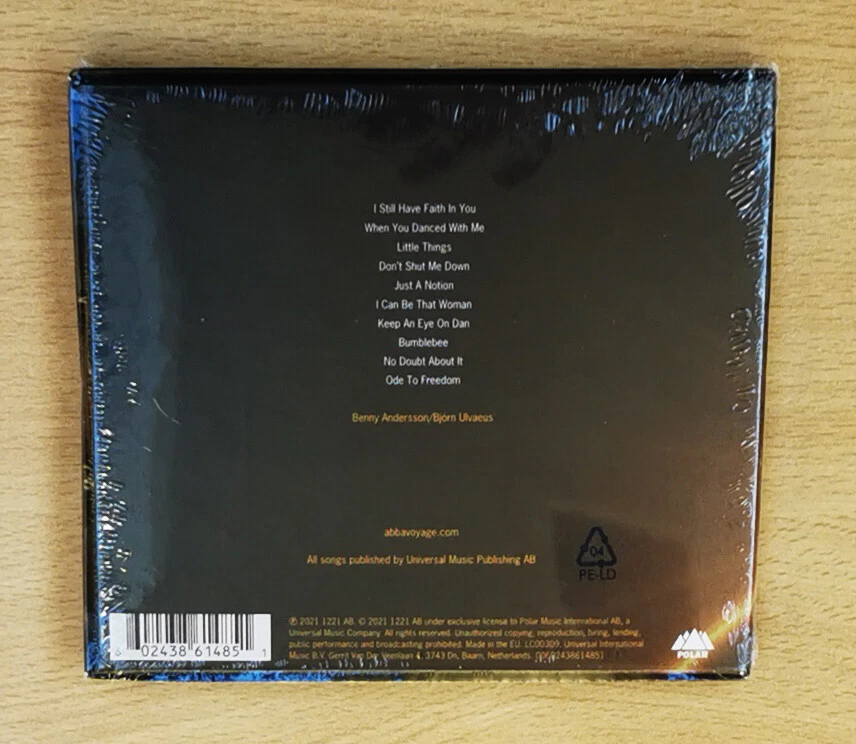 I Still Have Faith In You
When You Danced With Me
Little Things
Don't Shut Me Down
Just A Notion
I Can Be That Woman
Keep An Eye On Dan
Bumblebee
No Doubt About It
Ode To Freedom
Benny Andersson/Björn Ulvaeus
abbavoyage.com
All songs published by Universal Music Publishing AB
04
PE-LD
℗ 2021 1221 AB. © 2021 1221 AB under exclusive license to Polar Music International AB, a
Universal Music Company. All rights reserved. Unauthorized copying, reproduction, hiring, lending,
public performance and broadcasting prohibited. Made in the EU. LC00309. Universal International
Music B.V. Gerrit Van Der Veenlaan 4, 3743 Dn, Baarn, Netherlands. 00602438614851
6 02438 61485 1
POLAR